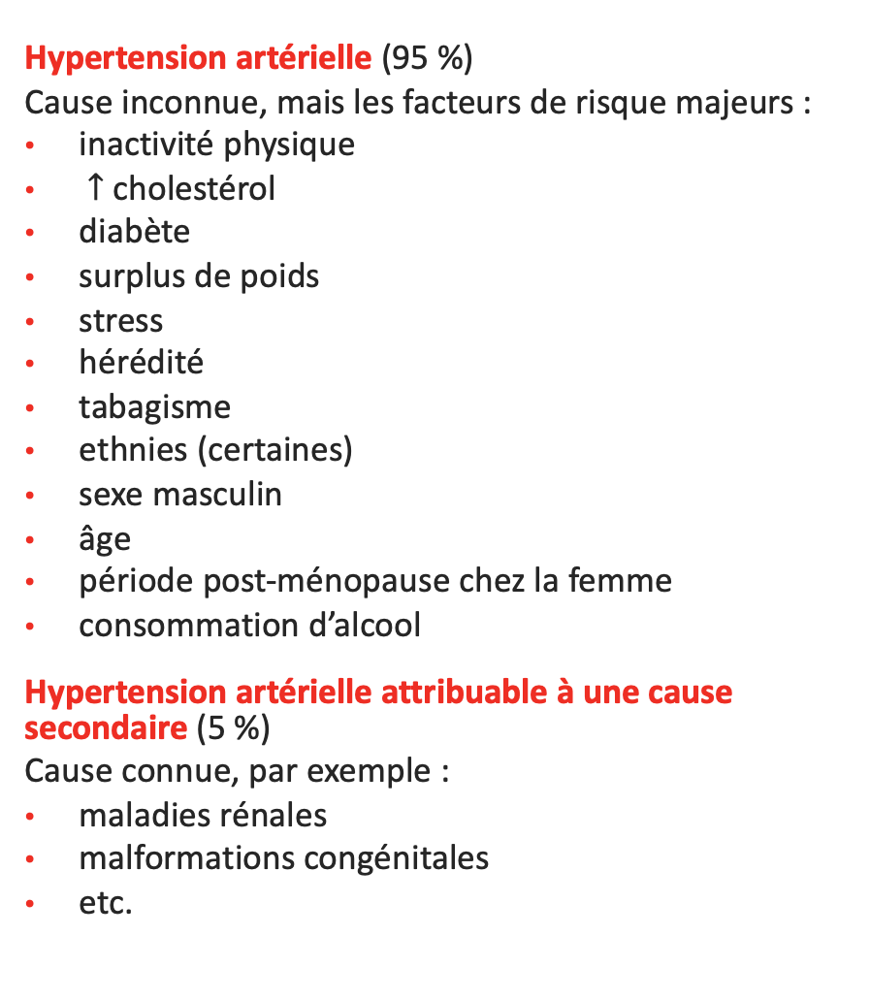 Hypertension artérielle (95 %)
Cause inconnue, mais les facteurs de risque majeurs :
• inactivité physique
• ↑ cholestérol
• diabète
• surplus de poids
• stress
• hérédité
• tabagisme
• ethnies (certaines)
• sexe masculin
• âge
• période post-ménopause chez la femme
• consommation d’alcool
Hypertension artérielle attribuable à une cause
secondaire (5 %)
Cause connue, par exemple :
• maladies rénales
• malformations congénitales
• etc.